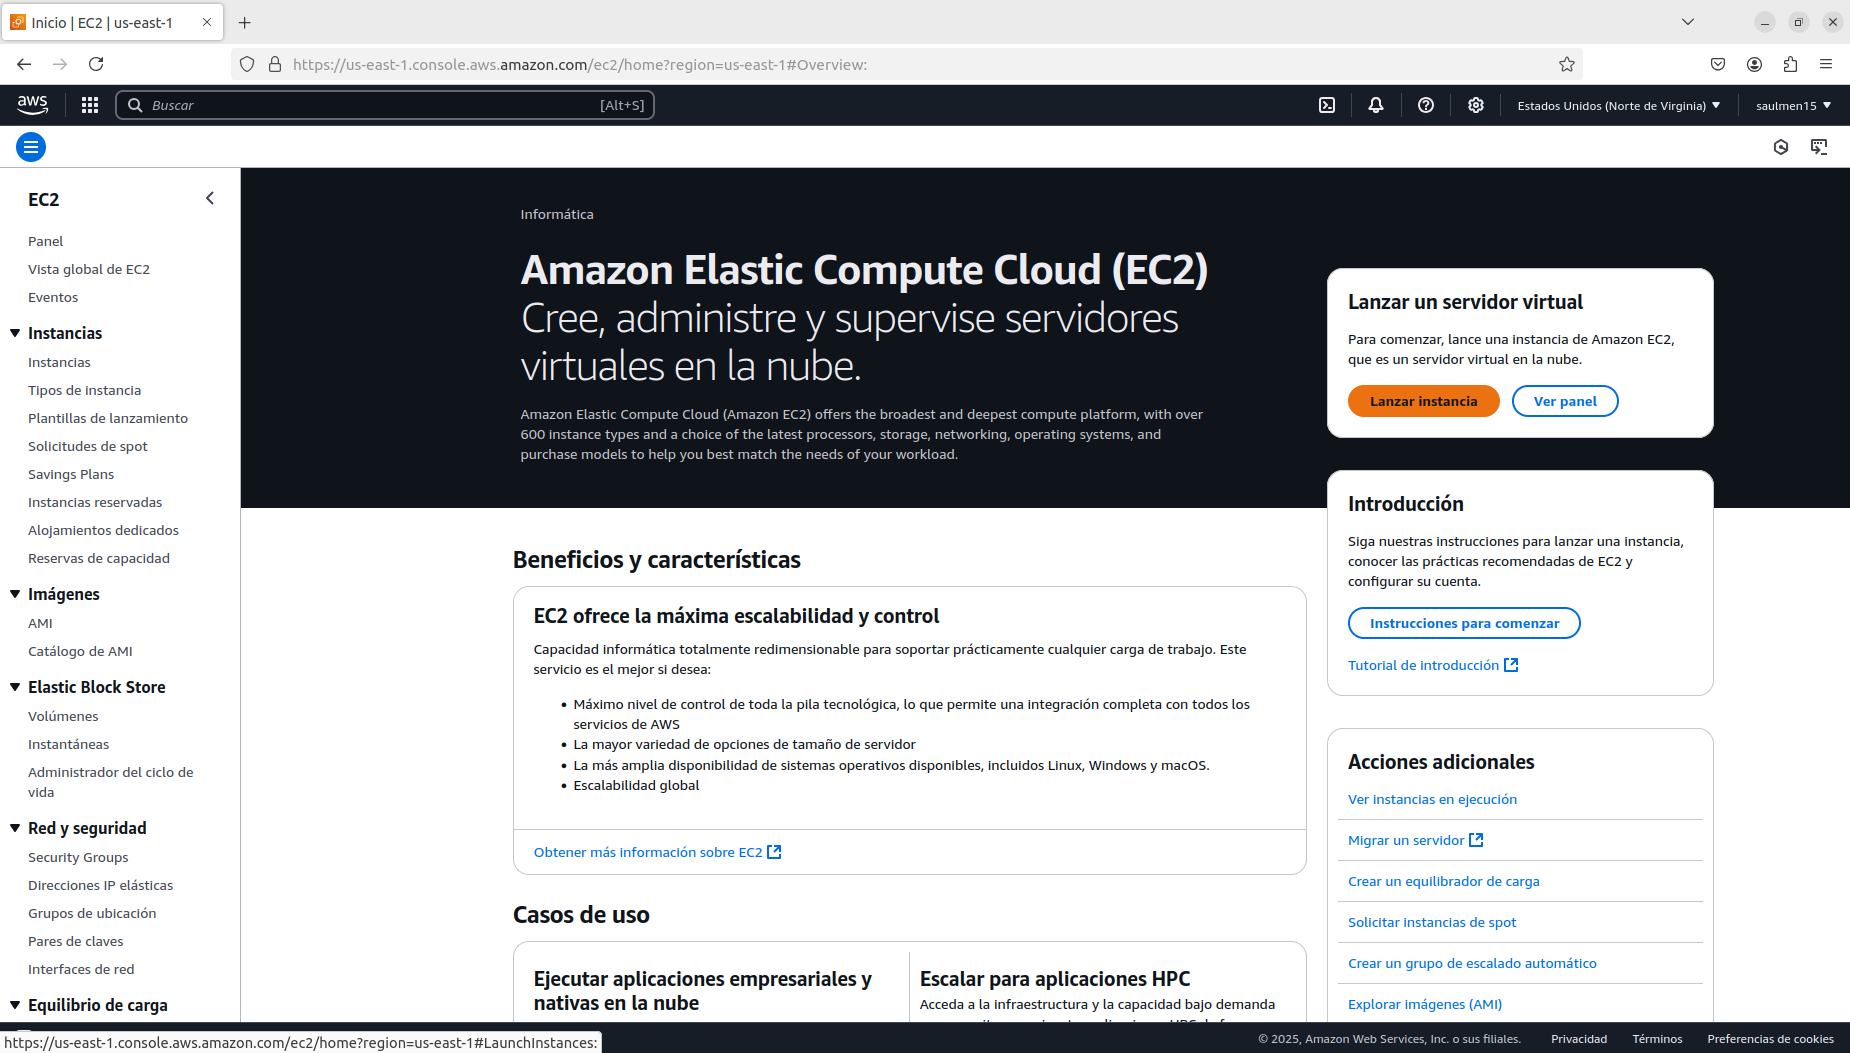 Inicio | EC2 | us-east-1
https://us-east-1.console.aws.amazon.com/ec2/home?region=us-east-1#Overview:
aws
Buscar
[Alt+S]
Estados Unidos (Norte de Virginia)
saulmen15
EC2
Panel
Vista global de EC2
Eventos
Instancias
Instancias
Tipos de instancia
Plantillas de lanzamiento
Solicitudes de spot
Savings Plans
Instancias reservadas
Alojamientos dedicados
Reservas de capacidad
Imágenes
AMI
Catálogo de AMI
Elastic Block Store
Volúmenes
Instantáneas
Administrador del ciclo de
vida
Red y seguridad
Security Groups
Direcciones IP elásticas
Grupos de ubicación
Pares de claves
Interfaces de red
Equilibrio de carga
Informática
Amazon Elastic Compute Cloud (EC2)
Cree, administre y supervise servidores
virtuales en la nube.
Amazon Elastic Compute Cloud (Amazon EC2) offers the broadest and deepest compute platform, with over
600 instance types and a choice of the latest processors, storage, networking, operating systems, and
purchase models to help you best match the needs of your workload.
Lanzar un servidor virtual
Para comenzar, lance una instancia de Amazon EC2,
que es un servidor virtual en la nube.
Lanzar instancia
Ver panel
Introducción
Siga nuestras instrucciones para lanzar una instancia,
conocer las prácticas recomendadas de EC2 y
configurar su cuenta.
Instrucciones para comenzar
Tutorial de introducción
Beneficios y características
EC2 ofrece la máxima escalabilidad y control
Capacidad informática totalmente redimensionable para soportar prácticamente cualquier carga de trabajo. Este
servicio es el mejor si desea:
• Máximo nivel de control de toda la pila tecnológica, lo que permite una integración completa con todos los
servicios de AWS
• La mayor variedad de opciones de tamaño de servidor
• La más amplia disponibilidad de sistemas operativos disponibles, incluidos Linux, Windows y macOS.
• Escalabilidad global
Obtener más información sobre EC2
Acciones adicionales
Ver instancias en ejecución
Migrar un servidor
Crear un equilibrador de carga
Solicitar instancias de spot
Crear un grupo de escalado automático
Explorar imágenes (AMI)
Casos de uso
Ejecutar aplicaciones empresariales y
nativas en la nube
Escalar para aplicaciones HPC
Acceda a la infraestructura y la capacidad bajo demanda
https://us-east-1.console.aws.amazon.com/ec2/home?region=us-east-1#LaunchInstances:
© 2025, Amazon Web Services, Inc. o sus filiales.
Privacidad
Términos
Preferencias de cookies